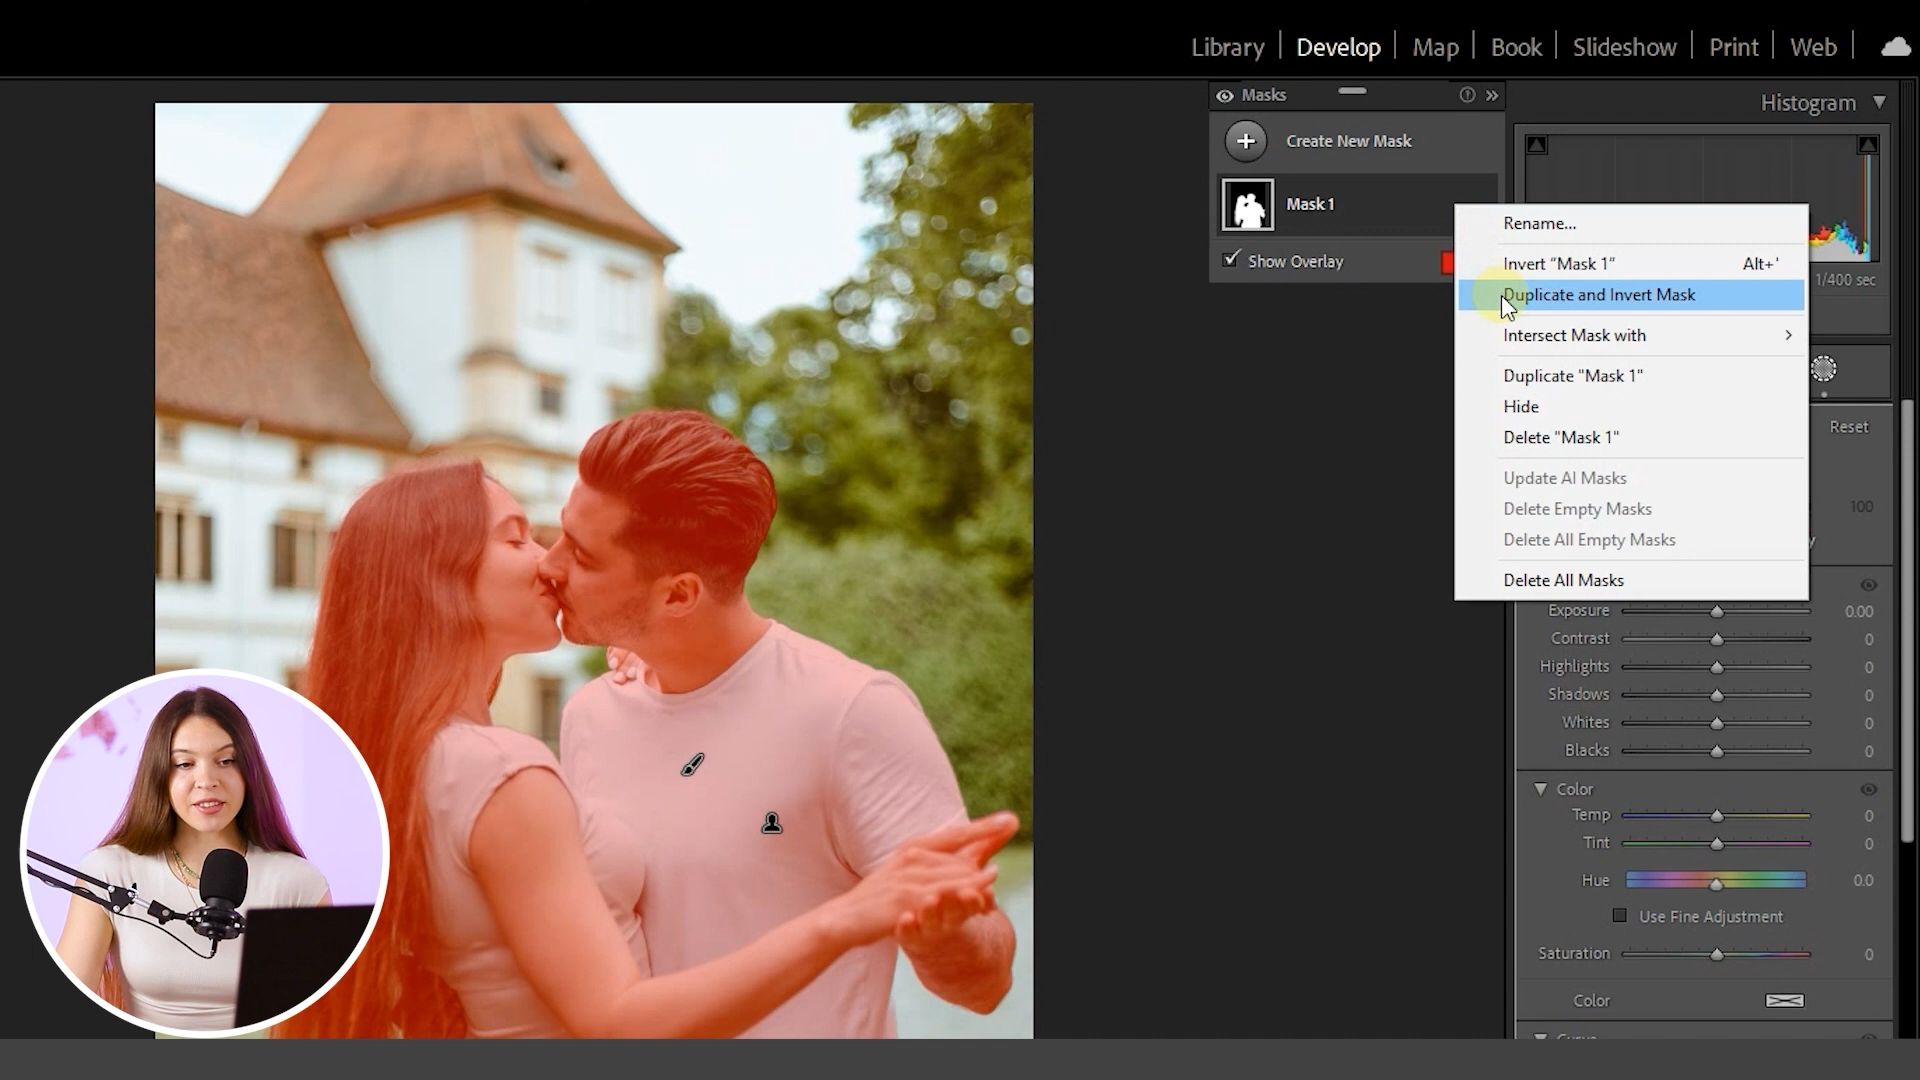 Library | Develop | Map | Book | Slideshow | Print | Web |
Masks
Histogram
Create New Mask
Mask 1
Show Overlay
Rename...
Invert “Mask 1” Alt+'
Duplicate and Invert Mask
Intersect Mask with
Duplicate "Mask 1"
Hide
Delete "Mask 1"
Update AI Masks
Delete Empty Masks
Delete All Empty Masks
Delete All Masks
1/400 sec
Reset
100
Exposure 0.00
Contrast 0
Highlights 0
Shadows 0
Whites 0
Blacks 0
Color
Temp 0
Tint 0
Hue 0.0
Use Fine Adjustment
Saturation 0
Color